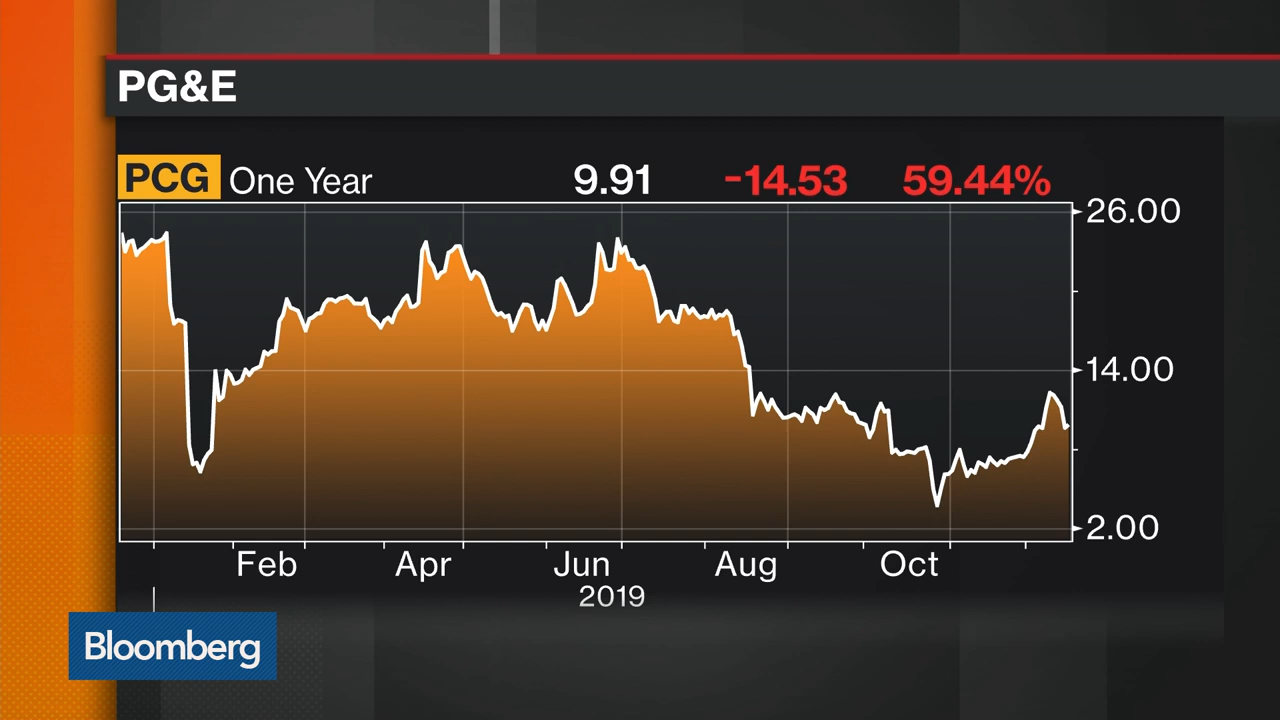 PG&E
PCG One Year 9.91 -14.53 59.44%
26.00
14.00
2.00
Feb Apr Jun Aug Oct
2019
Bloomberg